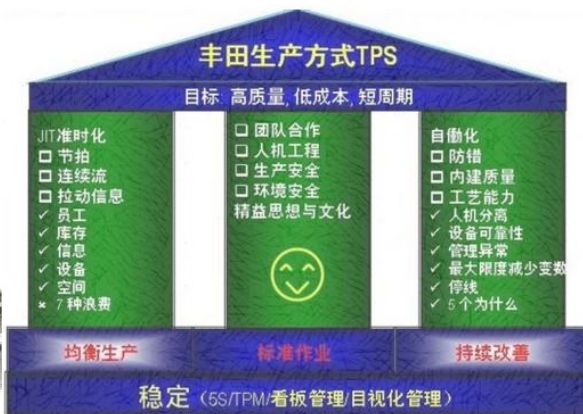 丰田生产方式TPS
目标: 高质量, 低成本, 短周期
JIT准时化
□ 节拍
□ 连续流
□ 拉动信息
✓ 员工
✓ 库存
✓ 信息
✓ 设备
✓ 空间
× 7种浪费
□ 团队合作
□ 人机工程
□ 生产安全
□ 环境安全
精益思想与文化
自働化
□ 防错
□ 内建质量
□ 工艺能力
✓ 人机分离
✓ 设备可靠性
✓ 管理异常
✓ 最大限度减少变数
✓ 停线
✓ 5个为什么
均衡生产
标准作业
持续改善
稳定（5S/TPM/看板管理/目视化管理）